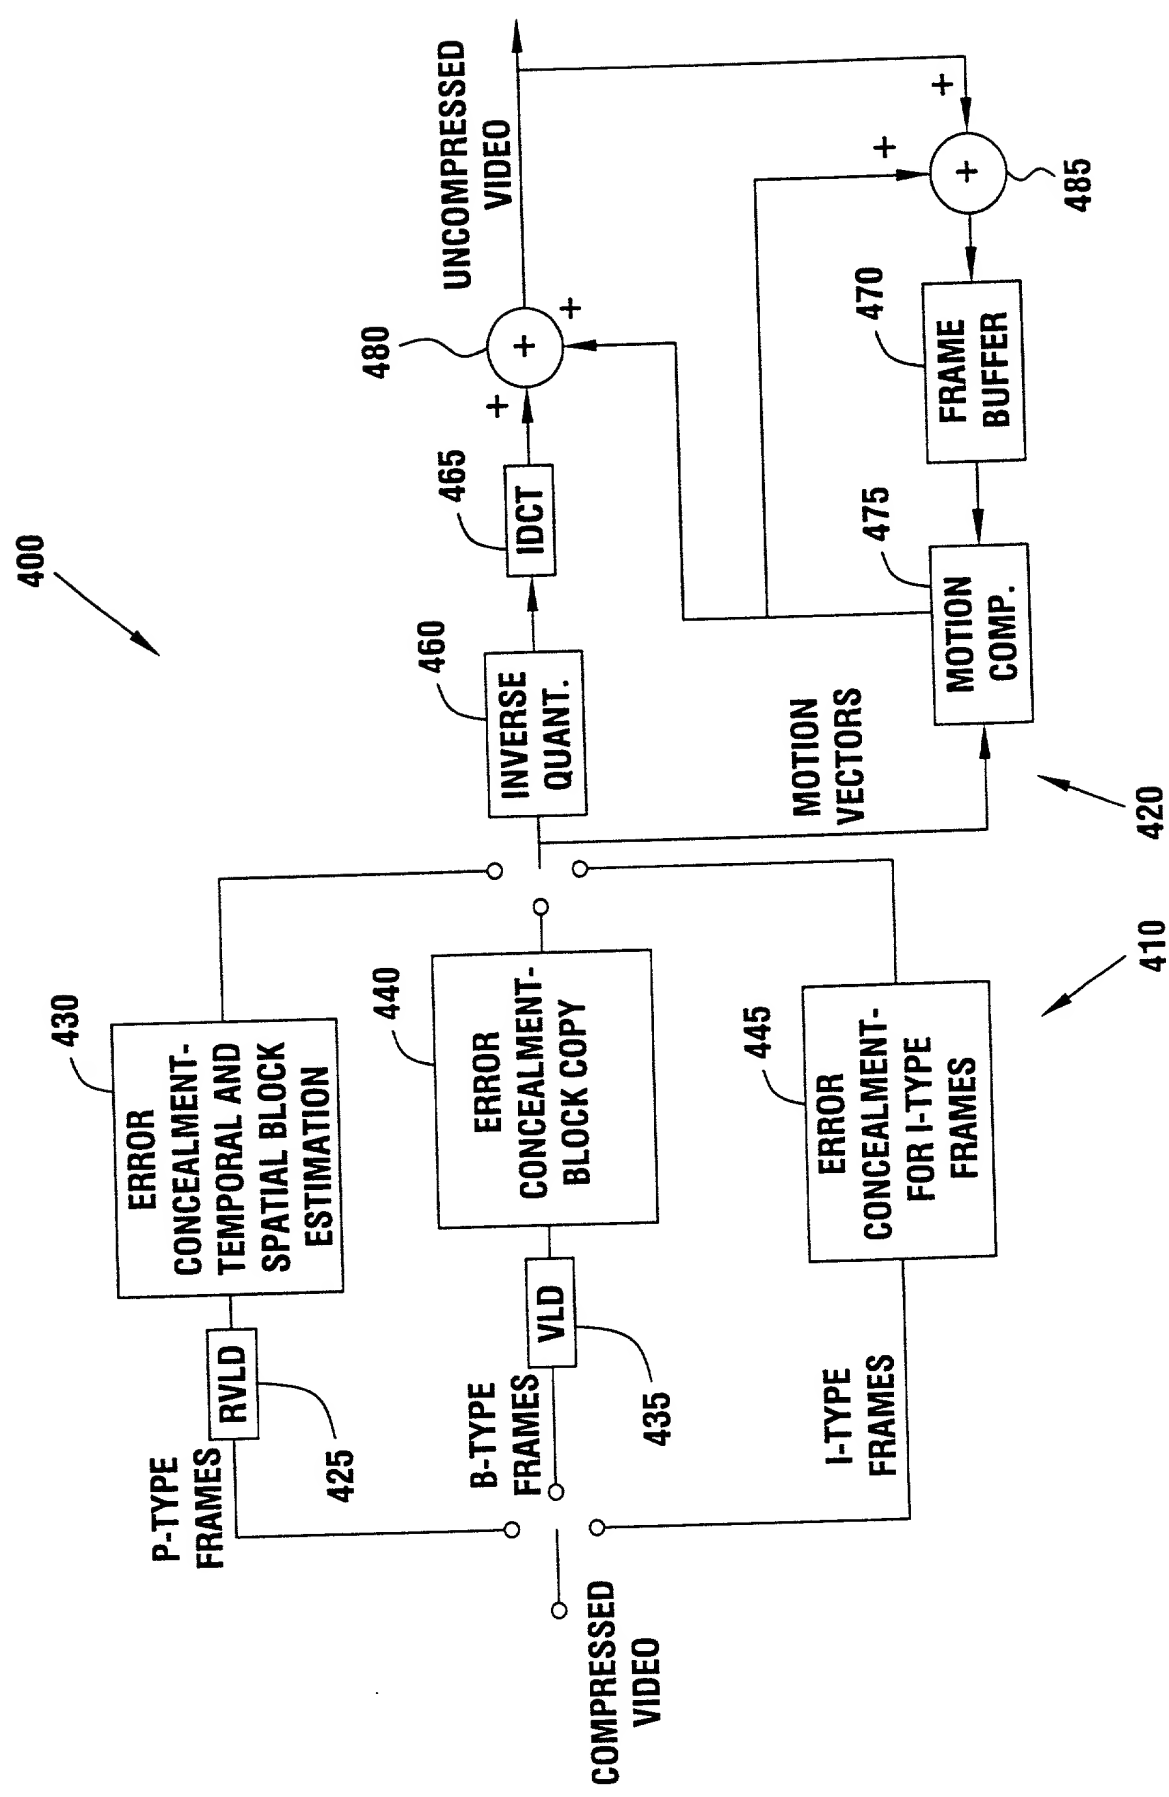 400
430
ERROR
CONCEALMENT-
TEMPORAL AND
SPATIAL BLOCK
ESTIMATION
RVLD
425
P-TYPE
FRAMES
440
ERROR
CONCEALMENT-
BLOCK COPY
VLD
435
B-TYPE
FRAMES
445
ERROR
CONCEALMENT-
FOR I-TYPE
FRAMES
I-TYPE
FRAMES
COMPRESSED
VIDEO
410
420
460
INVERSE
QUANT.
465
IDCT
480
+
+
+
UNCOMPRESSED
VIDEO
MOTION
VECTORS
475
MOTION
COMP.
470
FRAME
BUFFER
+
+
+
485